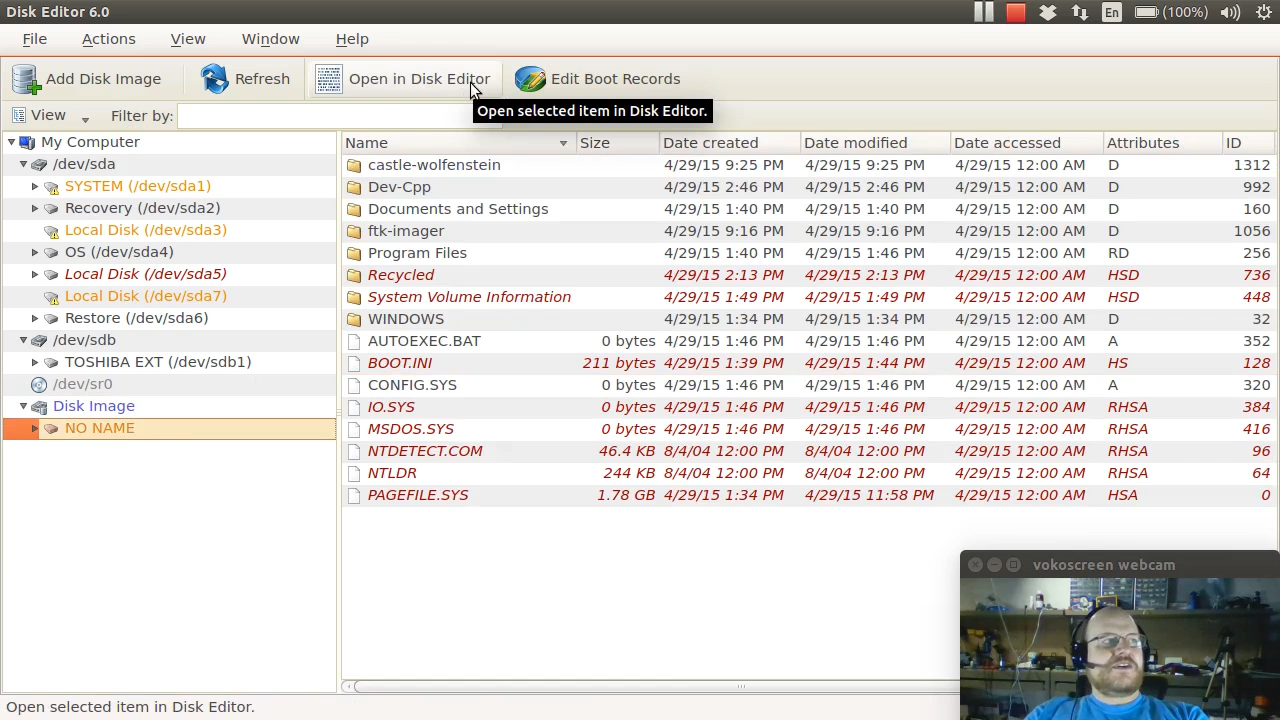 Disk Editor 6.0
En (100%)
File Actions View Window Help
Add Disk Image Refresh Open in Disk Editor Edit Boot Records
View Filter by:
Open selected item in Disk Editor.
My Computer
/dev/sda
SYSTEM (/dev/sda1)
Recovery (/dev/sda2)
Local Disk (/dev/sda3)
OS (/dev/sda4)
Local Disk (/dev/sda5)
Local Disk (/dev/sda7)
Restore (/dev/sda6)
/dev/sdb
TOSHIBA EXT (/dev/sdb1)
/dev/sr0
Disk Image
NO NAME
Name Size Date created Date modified Date accessed Attributes ID
castle-wolfenstein 4/29/15 9:25 PM 4/29/15 9:25 PM 4/29/15 12:00 AM D 1312
Dev-Cpp 4/29/15 2:46 PM 4/29/15 2:46 PM 4/29/15 12:00 AM D 992
Documents and Settings 4/29/15 1:40 PM 4/29/15 1:40 PM 4/29/15 12:00 AM D 160
ftk-imager 4/29/15 9:16 PM 4/29/15 9:16 PM 4/29/15 12:00 AM D 1056
Program Files 4/29/15 1:40 PM 4/29/15 1:46 PM 4/29/15 12:00 AM RD 256
Recycled 4/29/15 2:13 PM 4/29/15 2:13 PM 4/29/15 12:00 AM HSD 736
System Volume Information 4/29/15 1:49 PM 4/29/15 1:49 PM 4/29/15 12:00 AM HSD 448
WINDOWS 4/29/15 1:34 PM 4/29/15 1:34 PM 4/29/15 12:00 AM D 32
AUTOEXEC.BAT 0 bytes 4/29/15 1:46 PM 4/29/15 1:46 PM 4/29/15 12:00 AM A 352
BOOT.INI 211 bytes 4/29/15 1:39 PM 4/29/15 1:44 PM 4/29/15 12:00 AM HS 128
CONFIG.SYS 0 bytes 4/29/15 1:46 PM 4/29/15 1:46 PM 4/29/15 12:00 AM A 320
IO.SYS 0 bytes 4/29/15 1:46 PM 4/29/15 1:46 PM 4/29/15 12:00 AM RHSA 384
MSDOS.SYS 0 bytes 4/29/15 1:46 PM 4/29/15 1:46 PM 4/29/15 12:00 AM RHSA 416
NTDETECT.COM 46.4 KB 8/4/04 12:00 PM 8/4/04 12:00 PM 4/29/15 12:00 AM RHSA 96
NTLDR 244 KB 8/4/04 12:00 PM 8/4/04 12:00 PM 4/29/15 12:00 AM RHSA 64
PAGEFILE.SYS 1.78 GB 4/29/15 1:34 PM 4/29/15 11:58 PM 4/29/15 12:00 AM HSA 0
vokoscreen webcam
Open selected item in Disk Editor.